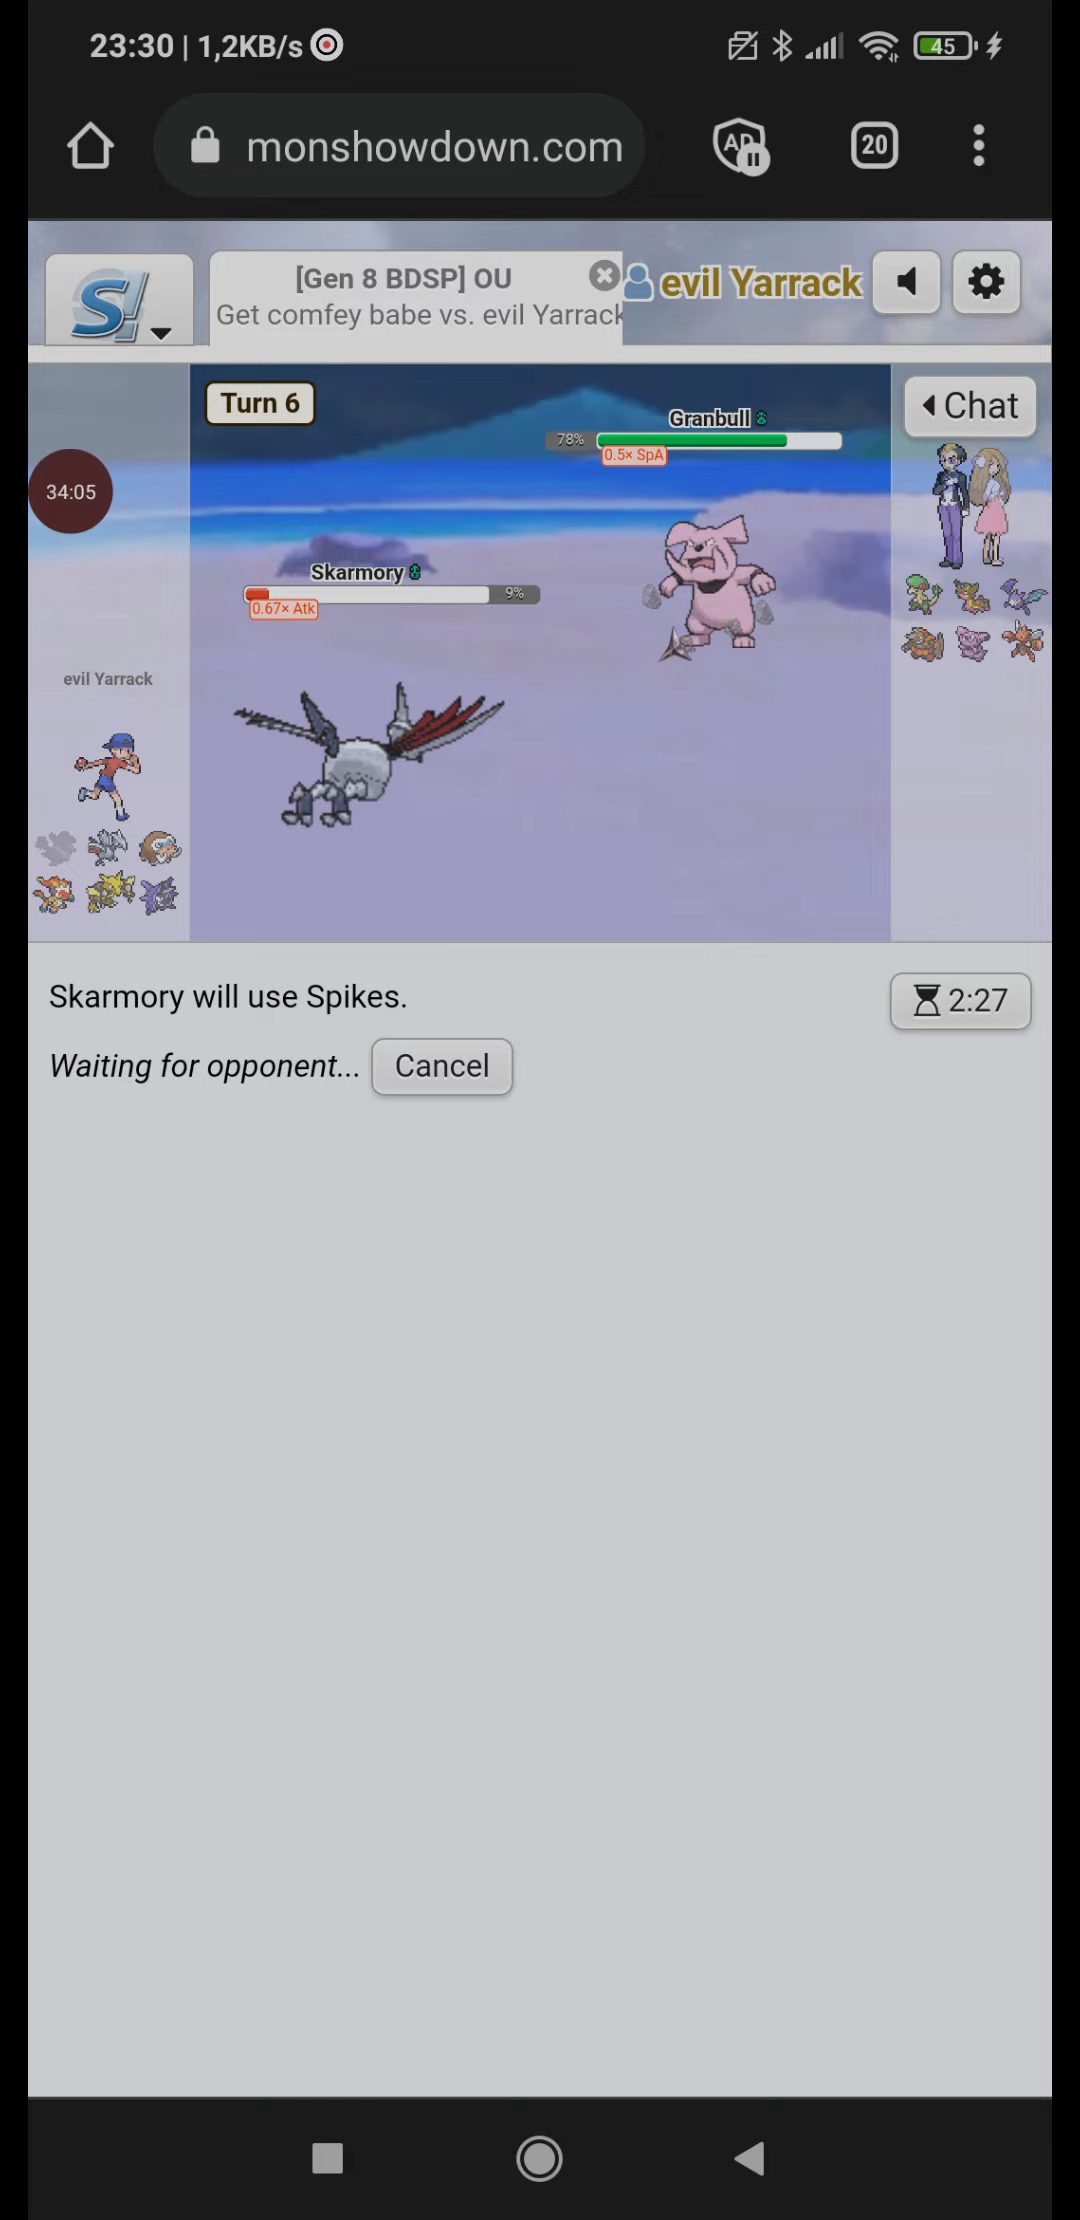 23:30 | 1,2KB/s
45
monshowdown.com
AD
20
S!
[Gen 8 BDSP] OU
Get comfey babe vs. evil Yarrack
evil Yarrack
Turn 6
Chat
Granbull
78%
0.5× SpA
34:05
Skarmory
9%
0.67× Atk
evil Yarrack
Skarmory will use Spikes.
2:27
Waiting for opponent...
Cancel